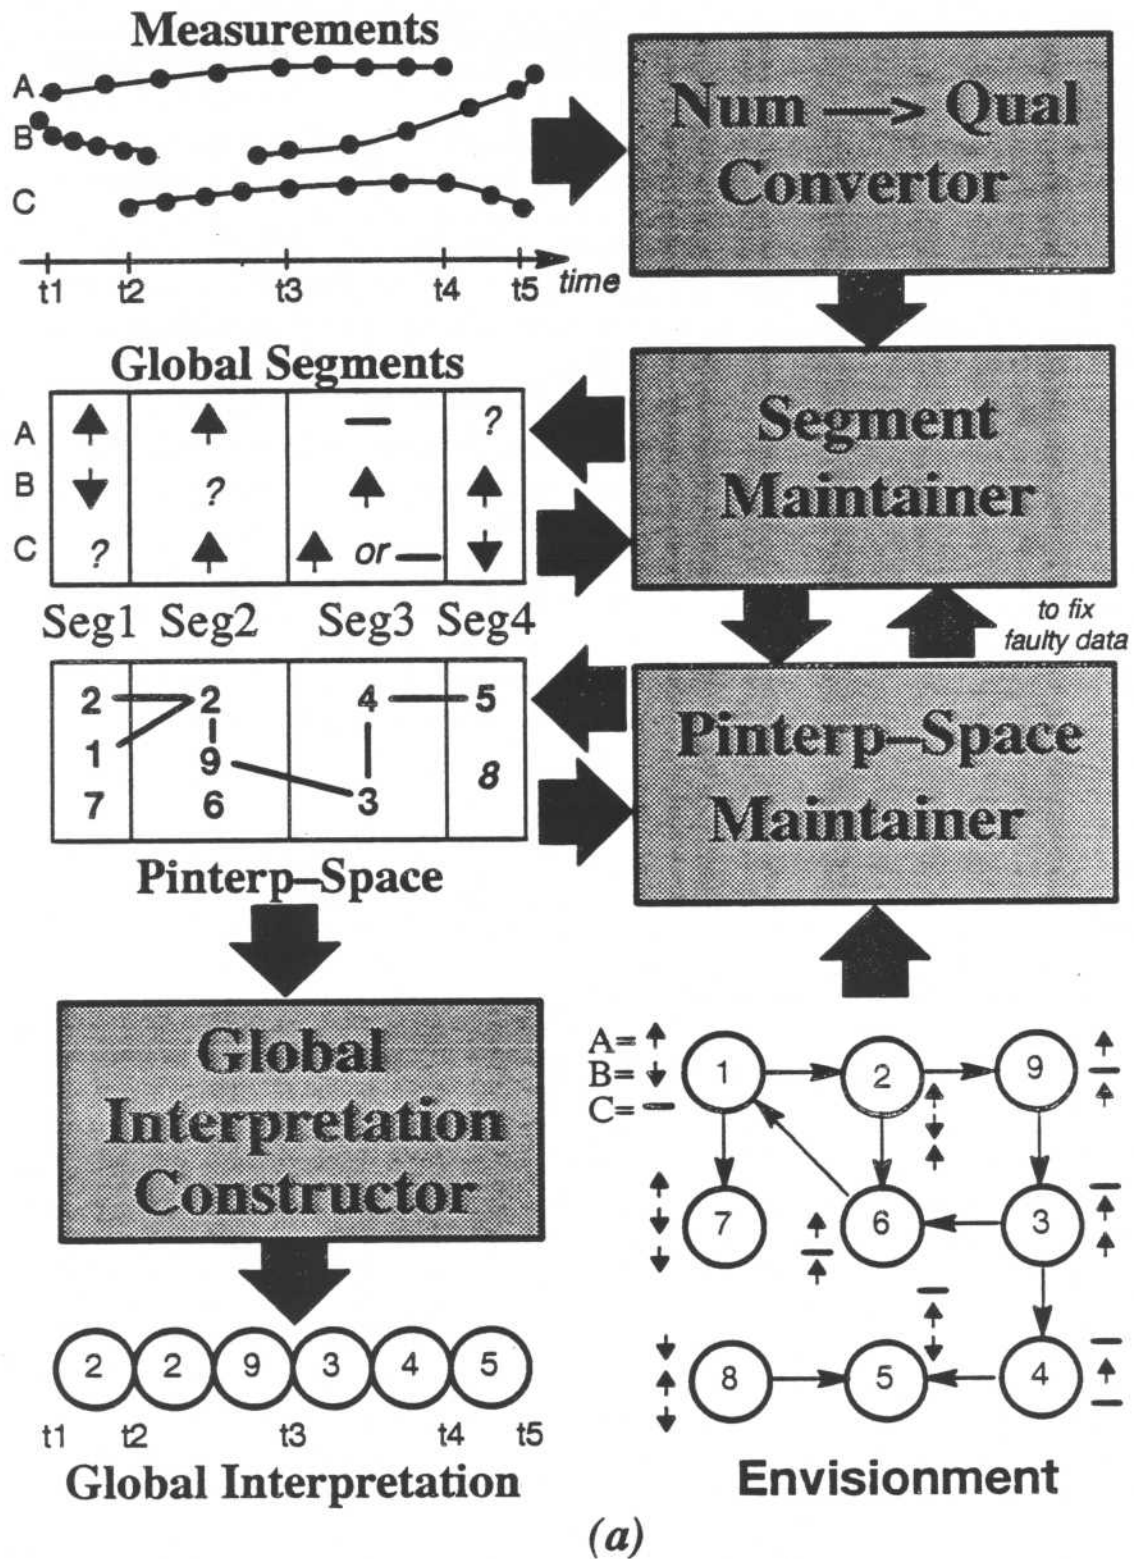 Measurements
A
B
C
t1 t2 t3 t4 t5 time
Num —> Qual
Convertor
Global Segments
A ?
B ?
C ? or
Seg1 Seg2 Seg3 Seg4
Segment
Maintainer
to fix
faulty data
2 2 4 5
1 9 8
7 6 3
Pinterp–Space
Pinterp–Space
Maintainer
Global
Interpretation
Constructor
2 2 9 3 4 5
t1 t2 t3 t4 t5
Global Interpretation
A=
B=
C=
1 2 9
7 6 3
8 5 4
Envisionment
(a)